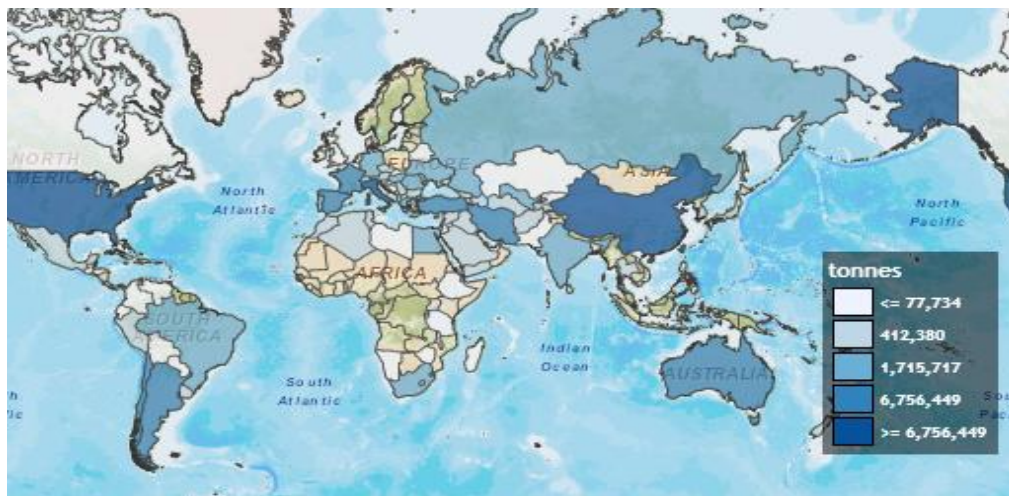 NORTH
AMERICA
North
Atlantic
EUROPE
ASIA
North
Pacific
AFRICA
SOUTH
AMERICA
tonnes
<= 77,734
412,380
1,715,717
6,756,449
>= 6,756,449
Indian
Ocean
AUSTRALIA
South
Atlantic